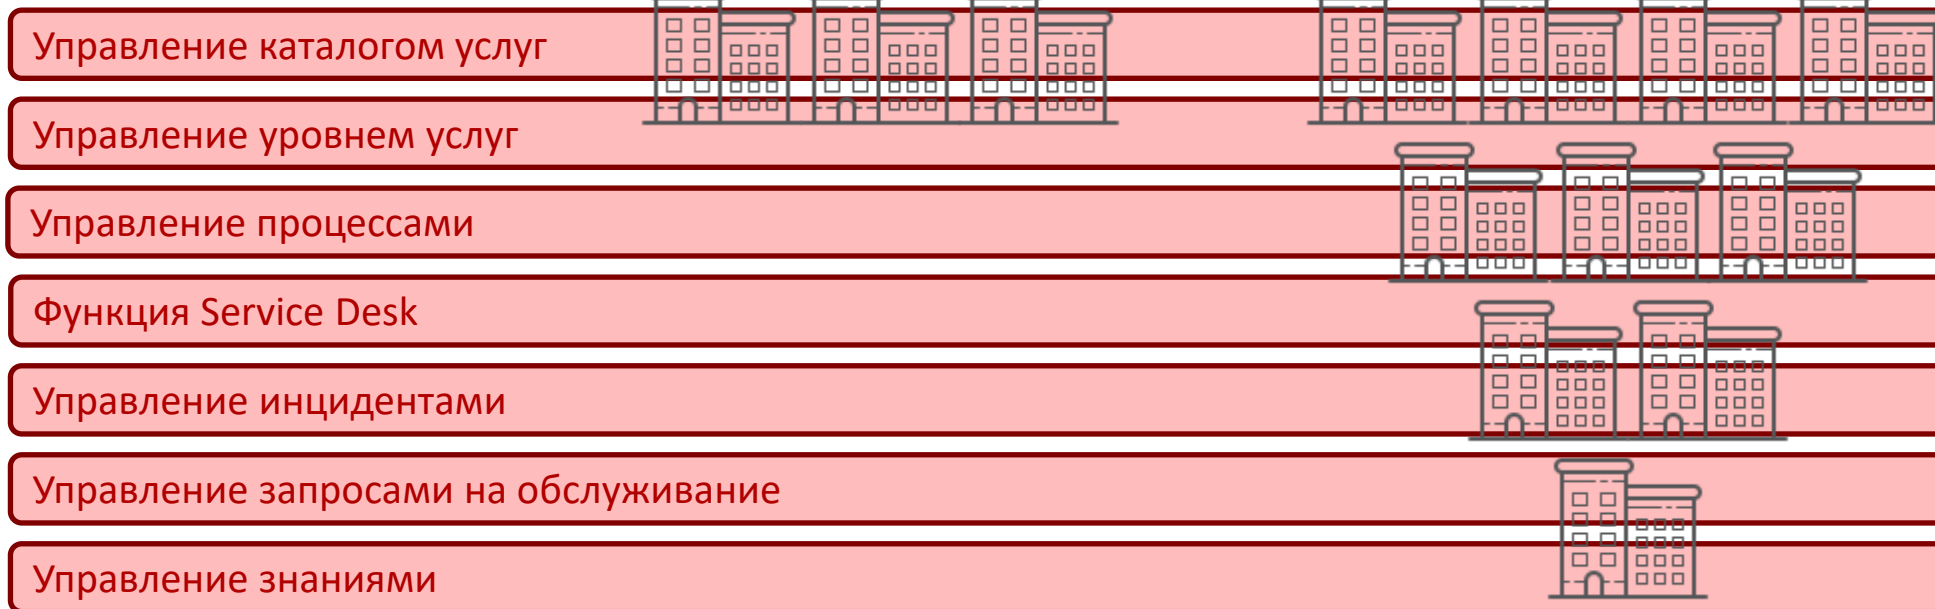 Управление каталогом услуг
Управление уровнем услуг
Управление процессами
Функция Service Desk
Управление инцидентами
Управление запросами на обслуживание
Управление знаниями